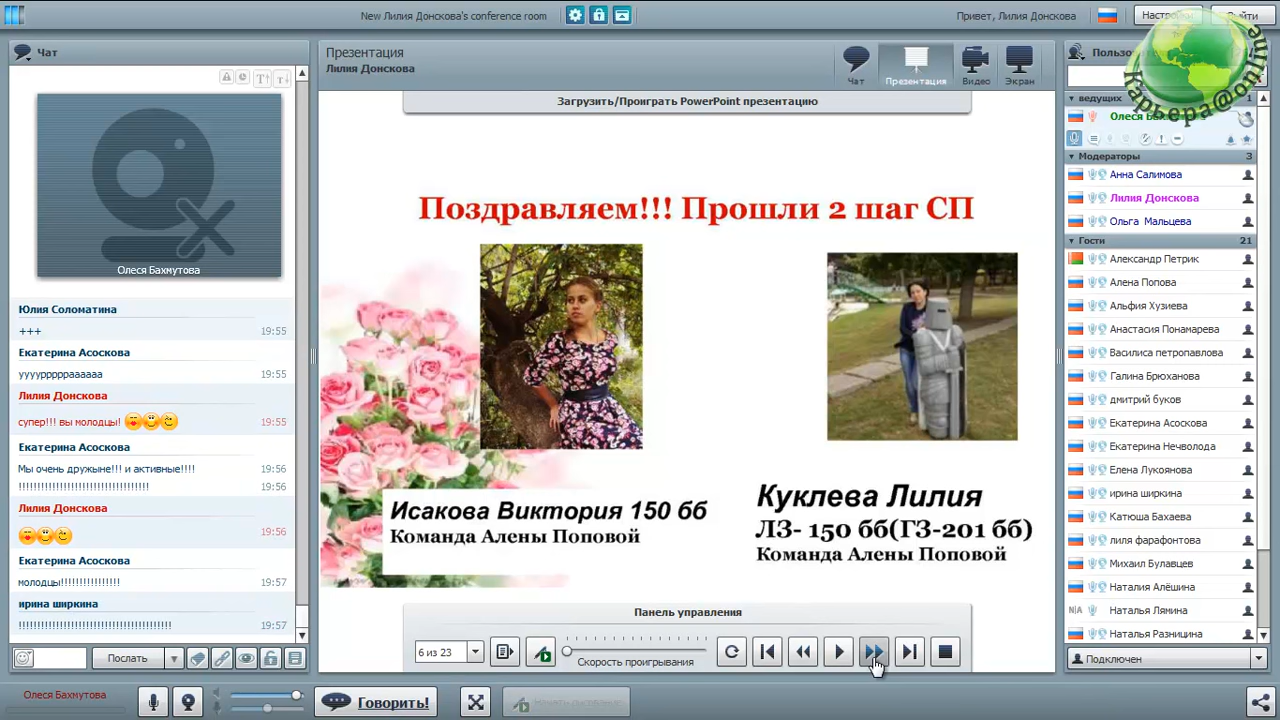 New Лилия Донскова's conference room
Привет, Лилия Донскова
Настройки
Выйти
Карьера@online
Чат
Олеся Бахмутова
Юлия Соломатина
+++ 19:55
Екатерина Асоскова
уууурррррааааaа 19:55
Лилия Донскова
супер!!! вы молодцы! 19:55
Екатерина Асоскова
Мы очень дружыне!!! и активные!!!! 19:56
!!!!!!!!!!!!!!!!!!!!!!!!!!!!!!!!! 19:56
Лилия Донскова
19:56
Екатерина Асоскова
молодцы!!!!!!!!!!!!!!!! 19:57
ирина ширкина
!!!!!!!!!!!!!!!!!!!!!!!!!!!!!!!!!!!!!!! 19:57
Послать
Презентация
Лилия Донскова
Чат
Презентация
Видео
Экран
Загрузить/Проиграть PowerPoint презентацию
Поздравляем!!! Прошли 2 шаг СП
Исакова Виктория 150 бб
Команда Алены Поповой
Куклева Лилия
ЛЗ- 150 бб(ГЗ-201 бб)
Команда Алены Поповой
Панель управления
6 из 23
Скорость проигрывания
ведущих 1
Модераторы 3
Анна Салимова
Лилия Донскова
Ольга Мальцева
Гости 21
Александр Петрик
Алена Попова
Альфия Хузиева
Анастасия Понамарева
Василиса петропавлова
Галина Брюханова
дмитрий буков
Екатерина Асоскова
Екатерина Нечволода
Елена Лукоянова
ирина ширкина
Катюша Бахаева
лиля фарафонтова
Михаил Булавцев
Наталия Алёшина
N/A Наталья Лямина
Наталья Разницина
Подключен
Олеся Бахмутова
Говорить!